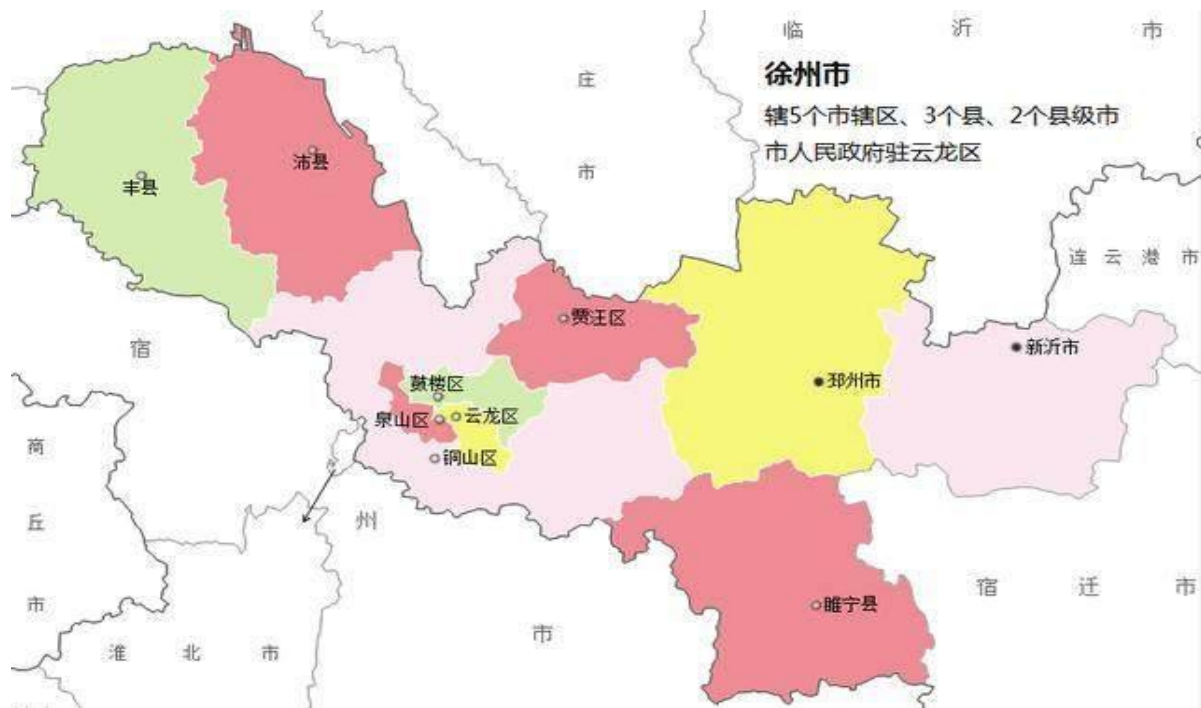 临 沂 市
徐州市
辖5个市辖区、3个县、2个县级市
市人民政府驻云龙区
庄
市
沛县
丰县
连云港市
贾汪区
宿
新沂市
鼓楼区
邳州市
泉山区
云龙区
铜山区
商
丘
市
州
宿 迁 市
睢宁县
市
淮 北 市